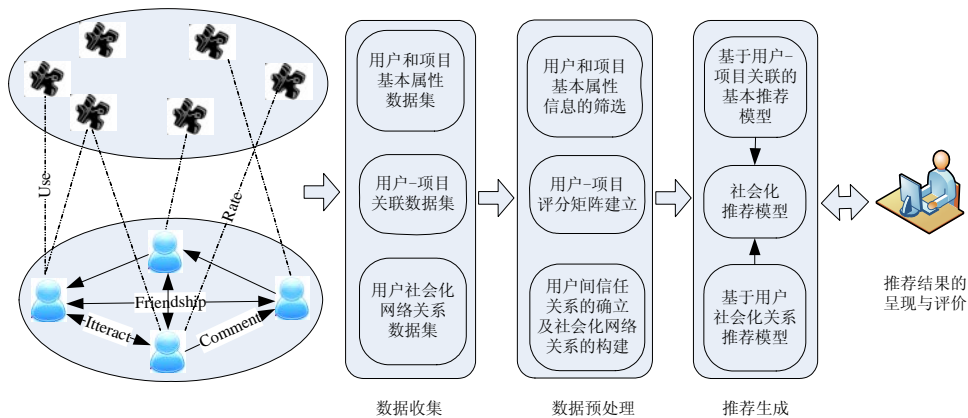 Use
Rate
Friendship
Itteract
Comment
用户和项目
基本属性
数据集
用户-项目
关联数据集
用户社会化
网络关系
数据集
数据收集
用户和项目
基本属性
信息的筛选
用户-项目
评分矩阵建立
用户间信任
关系的确立
及社会化网络
关系的构建
数据预处理
基于用户-
项目关联的
基本推荐
模型
社会化
推荐模型
基于用户
社会化关系
推荐模型
推荐生成
推荐结果的
呈现与评价